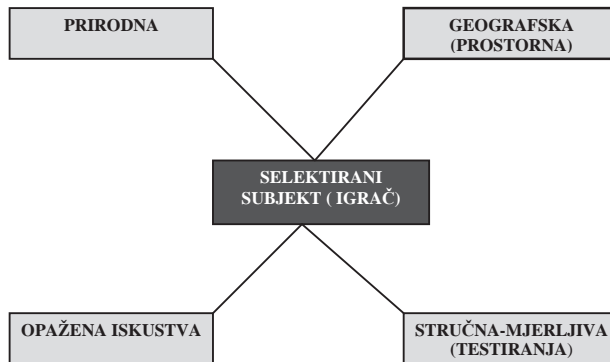 PRIRODNA
GEOGRAFSKA
(PROSTORNA)
SELEKTIRANI
SUBJEKT ( IGRAČ)
OPAŽENA ISKUSTVA
STRUČNA-MJERLJIVA
(TESTIRANJA)